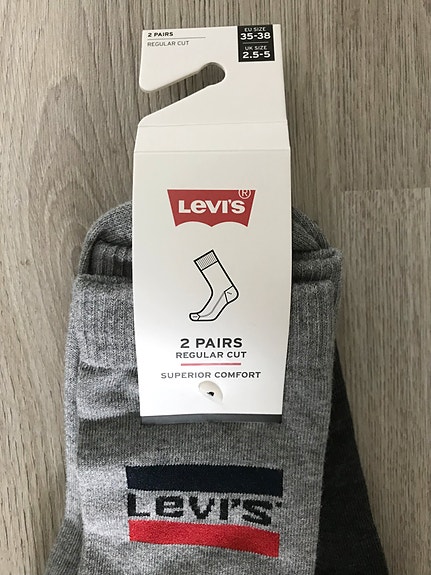 2 PAIRS
REGULAR CUT
EU SIZE
35-38
UK SIZE
2.5-5
Levi's®
2 PAIRS
REGULAR CUT
SUPERIOR COMFORT
Levi's